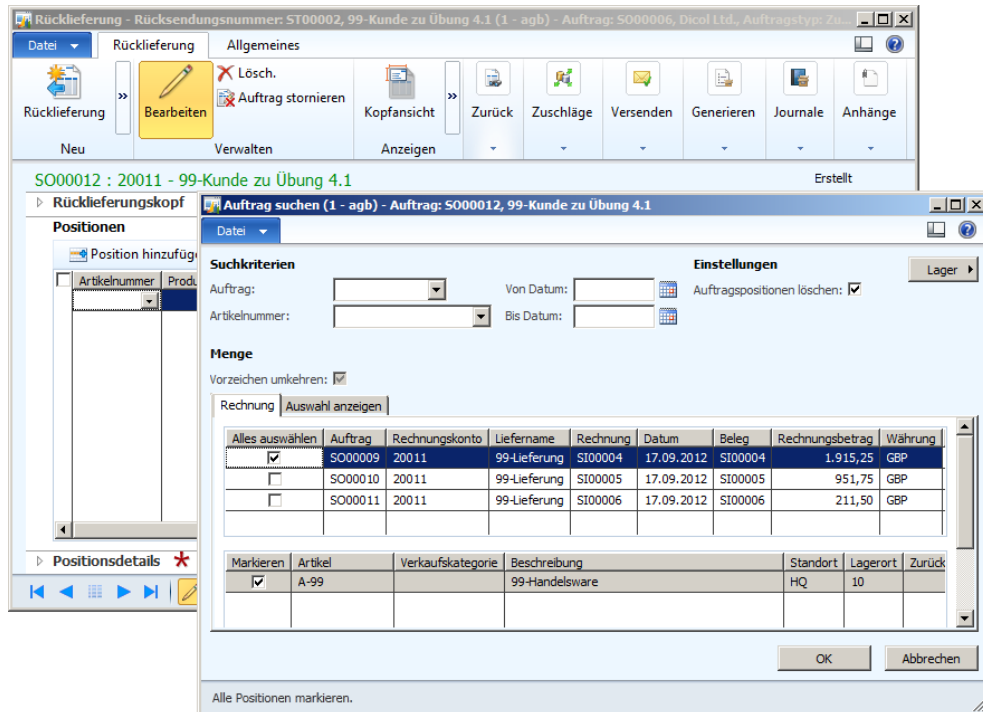 Rücklieferung - Rücksendungsnummer: ST00002, 99-Kunde zu Übung 4.1 (1 - agb) - Auftrag: SO00006, Dicol Ltd., Auftragstyp: Zu...
Datei Rücklieferung Allgemeines
Rücklieferung » Bearbeiten Lösch. Auftrag stornieren Kopfansicht » Zurück Zuschläge Versenden Generieren Journale Anhänge
Neu Verwalten Anzeigen
SO00012 : 20011 - 99-Kunde zu Übung 4.1 Erstellt
Rücklieferungskopf
Positionen
Position hinzufüge
Artikelnummer Produ
Positionsdetails
Auftrag suchen (1 - agb) - Auftrag: SO00012, 99-Kunde zu Übung 4.1
Datei
Suchkriterien Einstellungen Lager
Auftrag: Von Datum: Auftragspositionen löschen:
Artikelnummer: Bis Datum:
Menge
Vorzeichen umkehren:
Rechnung Auswahl anzeigen
Alles auswählen Auftrag Rechnungskonto Liefername Rechnung Datum Beleg Rechnungsbetrag Währung
SO00009 20011 99-Lieferung SI00004 17.09.2012 SI00004 1.915,25 GBP
SO00010 20011 99-Lieferung SI00005 17.09.2012 SI00005 951,75 GBP
SO00011 20011 99-Lieferung SI00006 17.09.2012 SI00006 211,50 GBP
Markieren Artikel Verkaufskategorie Beschreibung Standort Lagerort Zurück
A-99 99-Handelsware HQ 10
OK Abbrechen
Alle Positionen markieren.